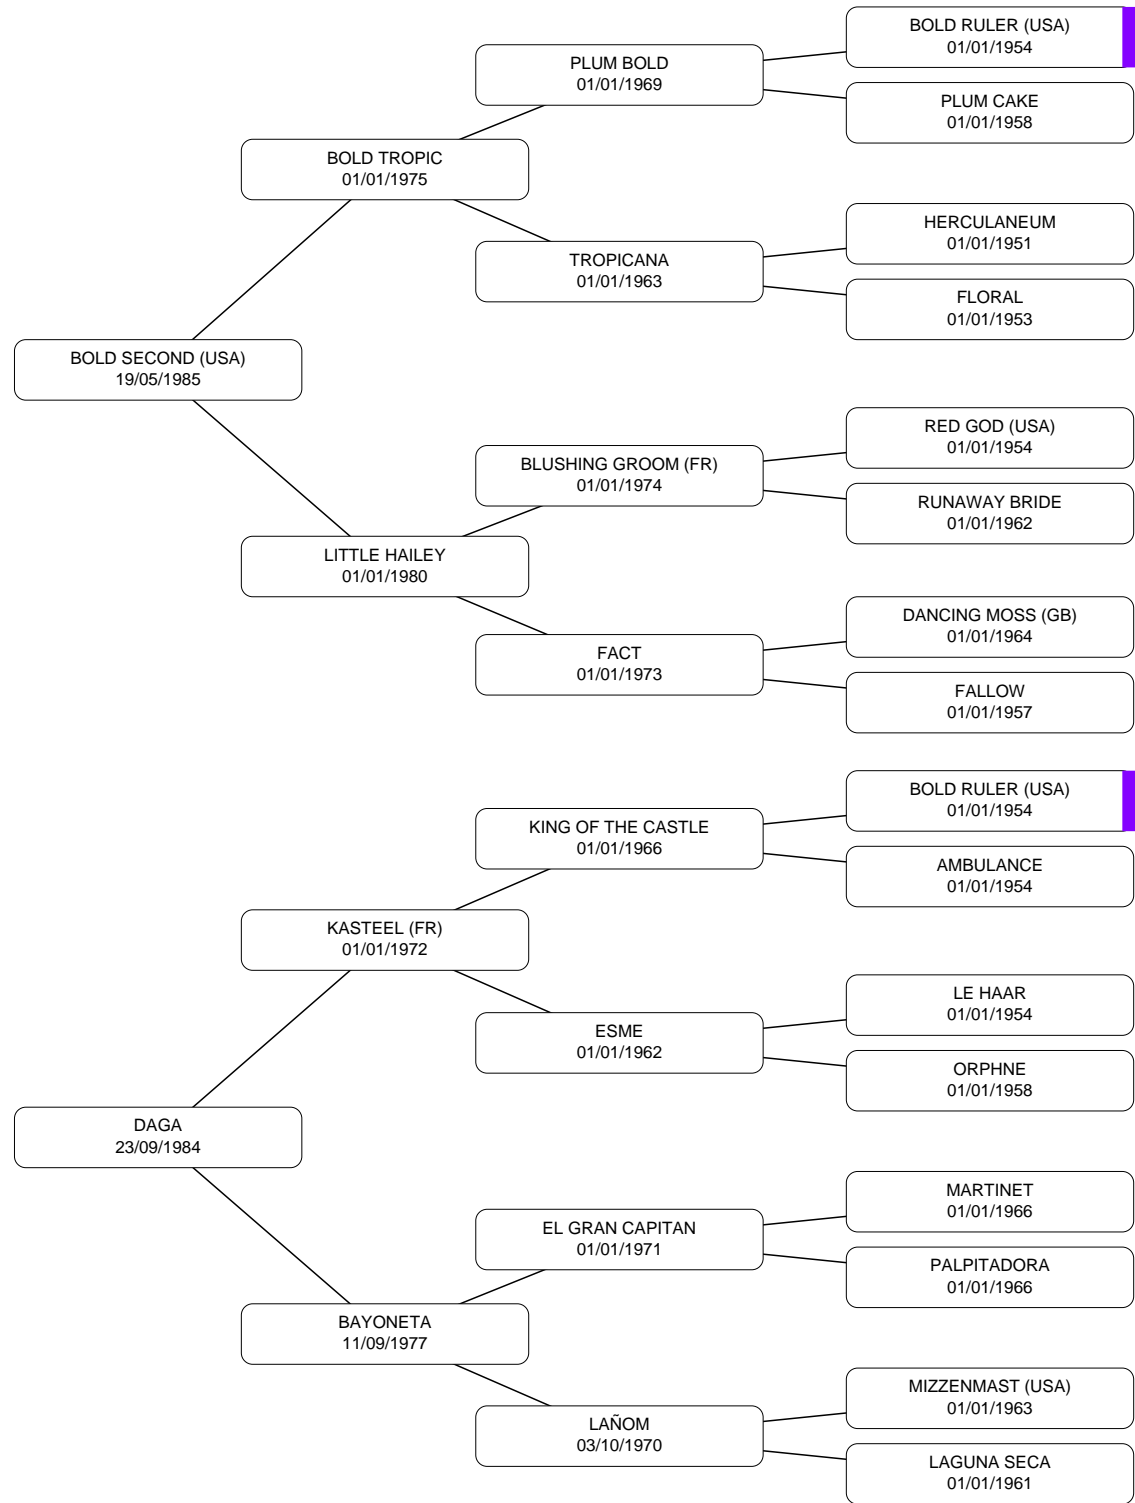 BOLD RULER (USA)
01/01/1954
PLUM BOLD
01/01/1969
PLUM CAKE
01/01/1958
BOLD TROPIC
01/01/1975
HERCULANEUM
01/01/1951
TROPICANA
01/01/1963
FLORAL
01/01/1953
BOLD SECOND (USA)
19/05/1985
RED GOD (USA)
01/01/1954
BLUSHING GROOM (FR)
01/01/1974
RUNAWAY BRIDE
01/01/1962
LITTLE HAILEY
01/01/1980
DANCING MOSS (GB)
01/01/1964
FACT
01/01/1973
FALLOW
01/01/1957
BOLD RULER (USA)
01/01/1954
KING OF THE CASTLE
01/01/1966
AMBULANCE
01/01/1954
KASTEEL (FR)
01/01/1972
LE HAAR
01/01/1954
ESME
01/01/1962
ORPHNE
01/01/1958
DAGA
23/09/1984
MARTINET
01/01/1966
EL GRAN CAPITAN
01/01/1971
PALPITADORA
01/01/1966
BAYONETA
11/09/1977
MIZZENMAST (USA)
01/01/1963
LAÑOM
03/10/1970
LAGUNA SECA
01/01/1961